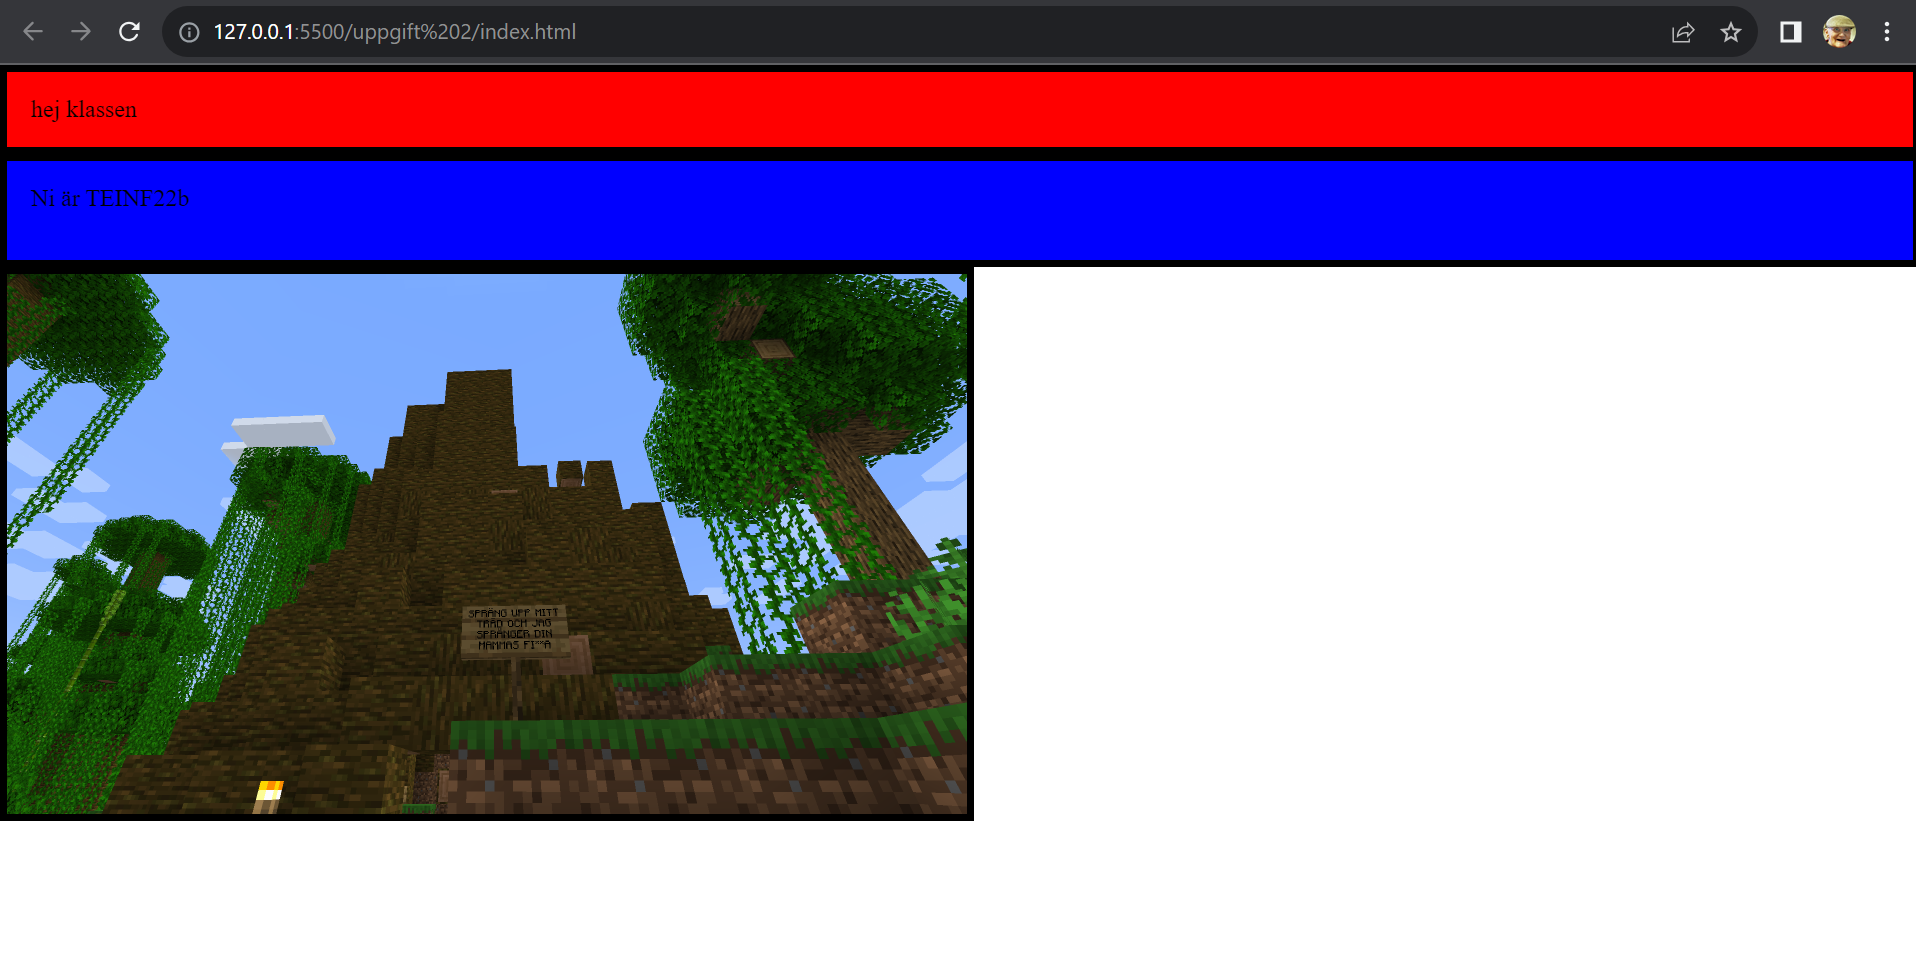 127.0.0.1:5500/uppgift%202/index.html
hej klassen
Ni är TEINF22b
SPRÄNG UPP MITT
TRÄD OCH JAG
SPRÄNGER DIN
MAMMAS FI**A